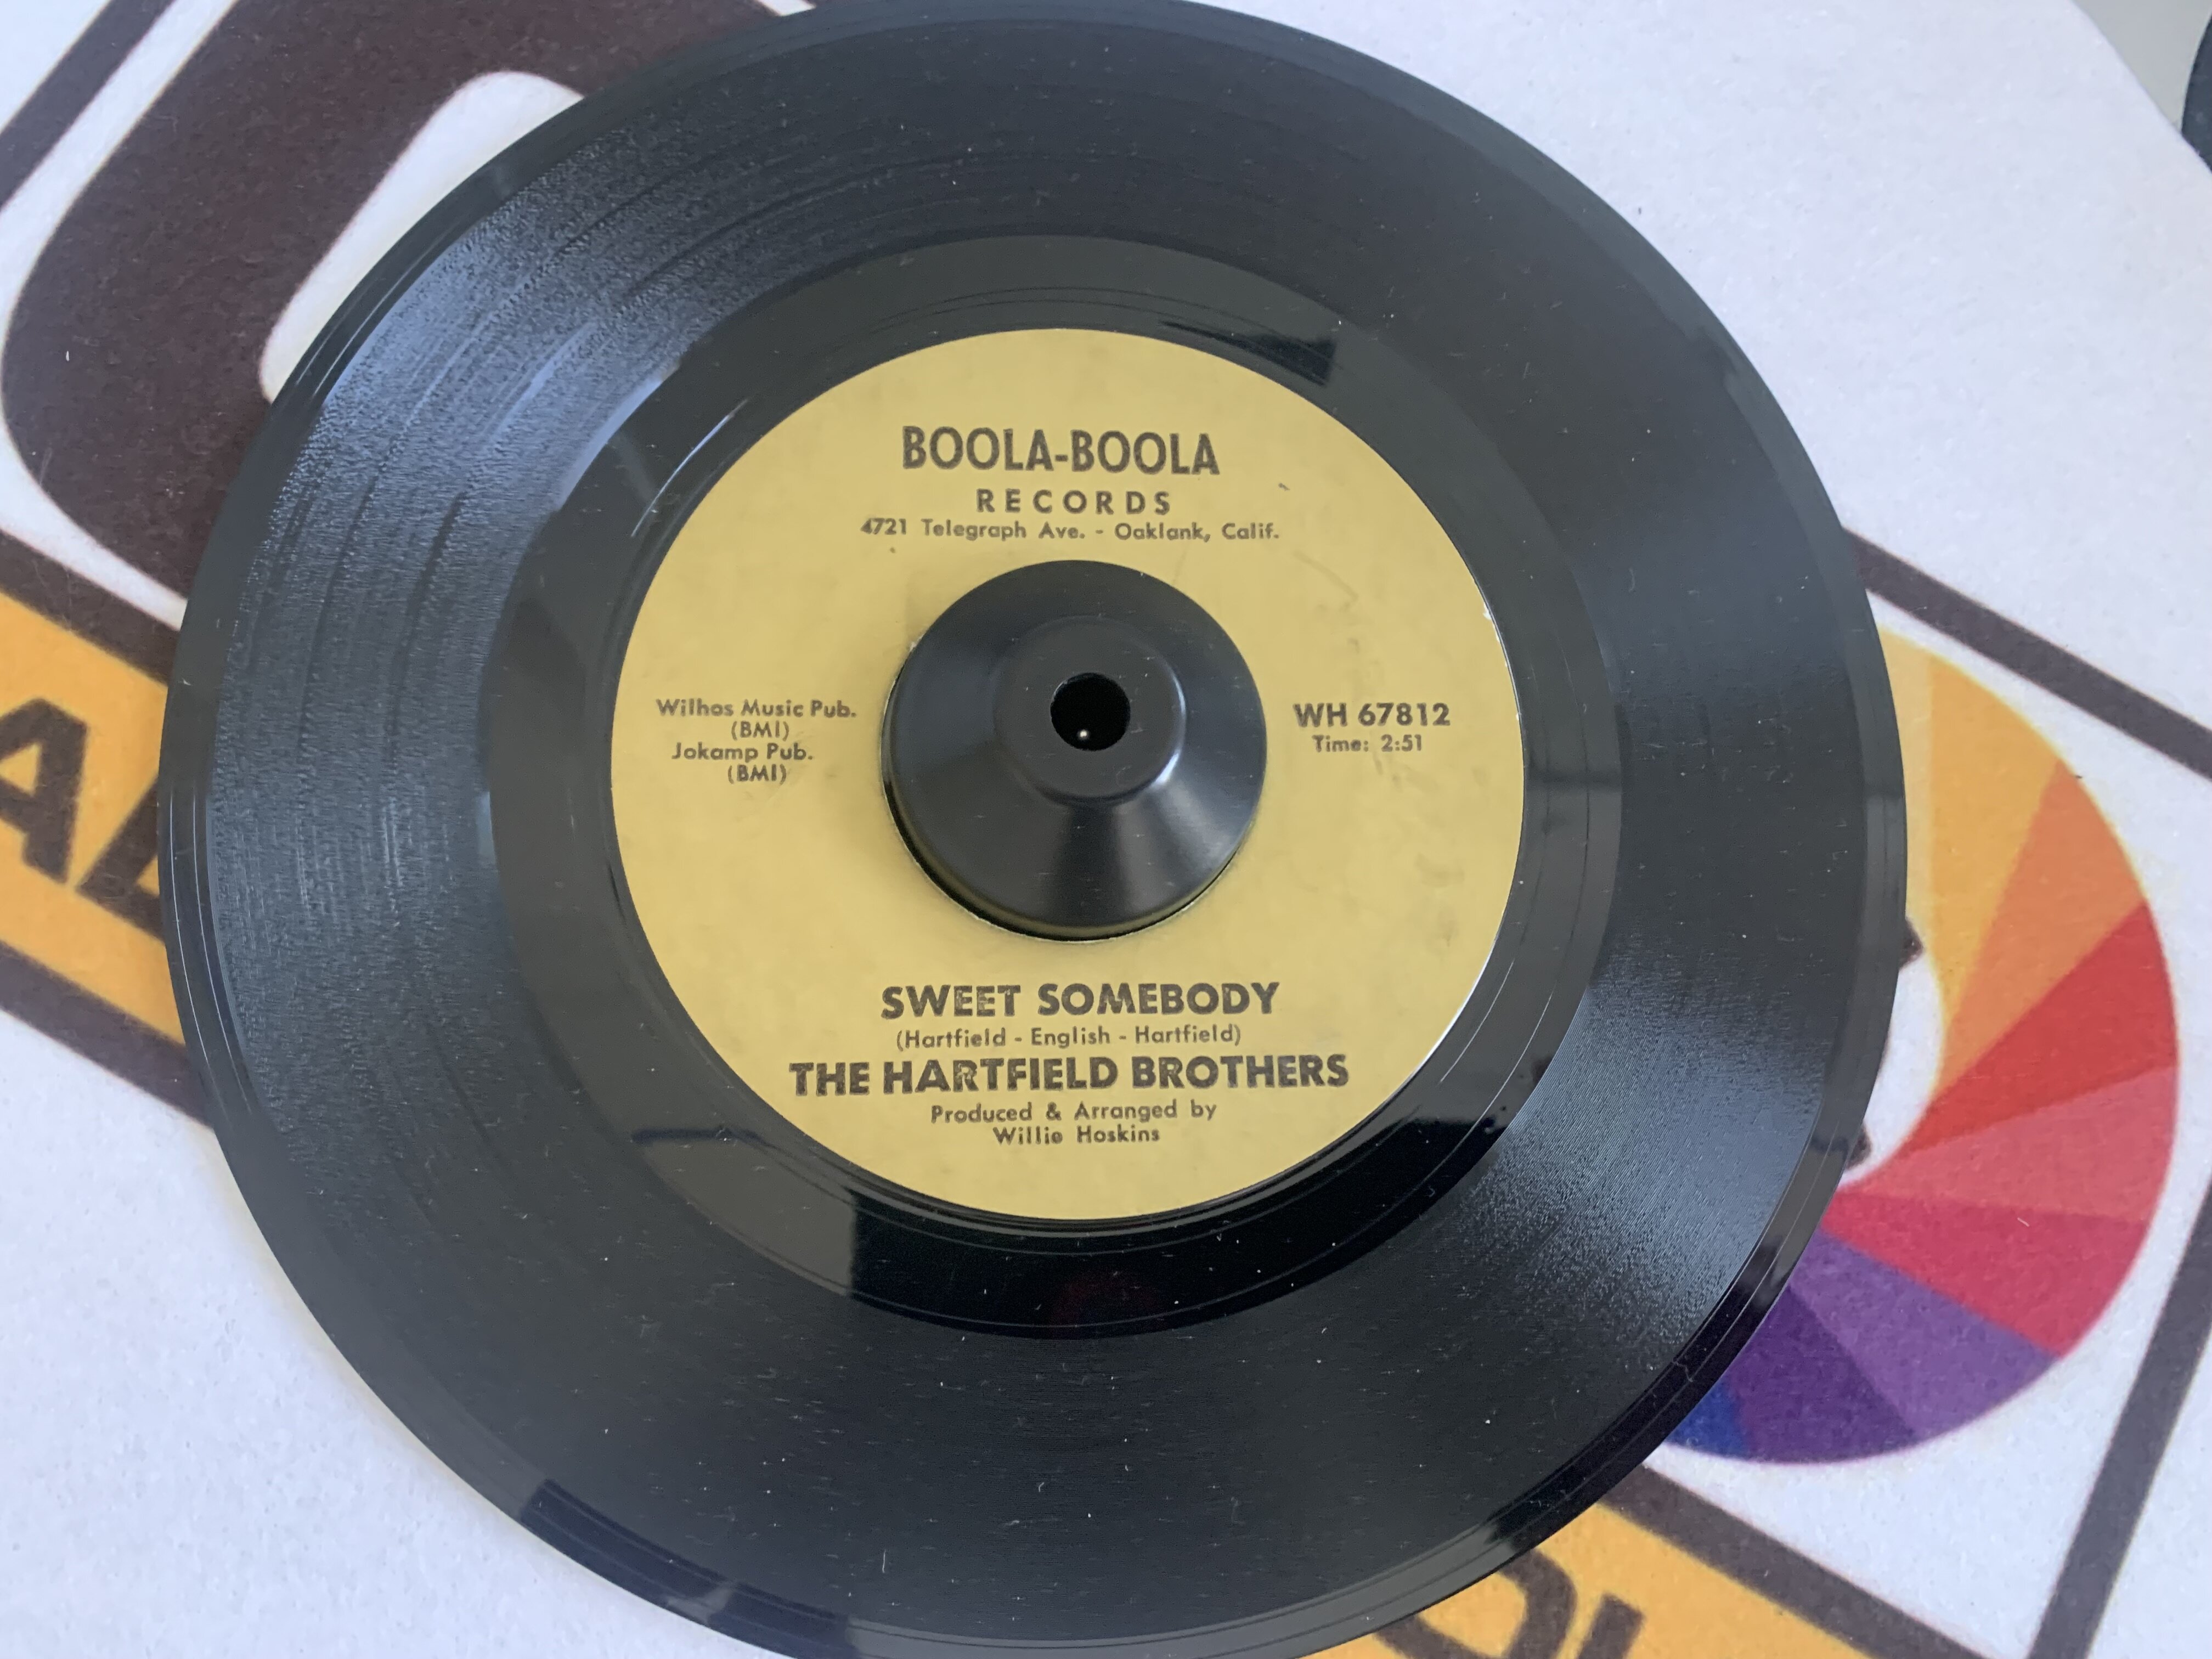 BOOLA-BOOLA
RECORDS
4721 Telegraph Ave. - Oaklank, Calif.
Wilhos Music Pub.
(BMI)
Jokamp Pub.
(BMI)
WH 67812
Time: 2:51
SWEET SOMEBODY
(Hartfield - English - Hartfield)
THE HARTFIELD BROTHERS
Produced & Arranged by
Willie Hoskins